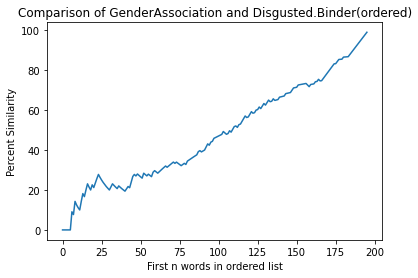 Comparison of GenderAssociation and Disgusted.Binder(ordered)
100
80
60
40
20
0
Percent Similarity
0 25 50 75 100 125 150 175 200
First n words in ordered list